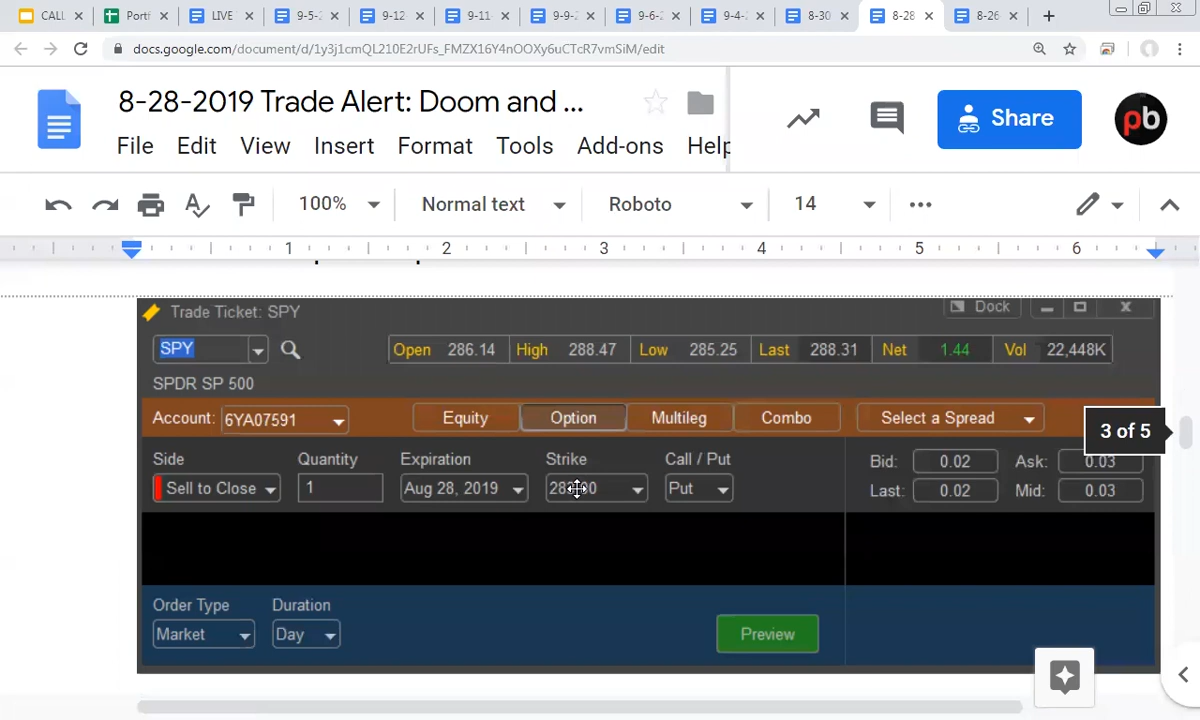 CALL
Portf
LIVE
9-5-
9-12
9-11-
9-9-
9-6-
9-4-
8-30
8-28
8-26
docs.google.com/document/d/1y3j1cmQL210E2rUFs_FMZX16Y4nOOXy6uCTcR7vmSiM/edit
8-28-2019 Trade Alert: Doom and ...
Share
pb
File Edit View Insert Format Tools Add-ons Help
100% Normal text Roboto 14
1 2 3 4 5 6
Trade Ticket: SPY
Dock
SPY
Open 286.14 High 288.47 Low 285.25 Last 288.31 Net 1.44 Vol 22,448K
SPDR SP 500
Account: 6YA07591 Equity Option Multileg Combo Select a Spread
3 of 5
Side Quantity Expiration Strike Call / Put
Bid: 0.02 Ask: 0.03
Sell to Close 1 Aug 28, 2019 Put
Last: 0.02 Mid: 0.03
Order Type Duration
Market Day Preview